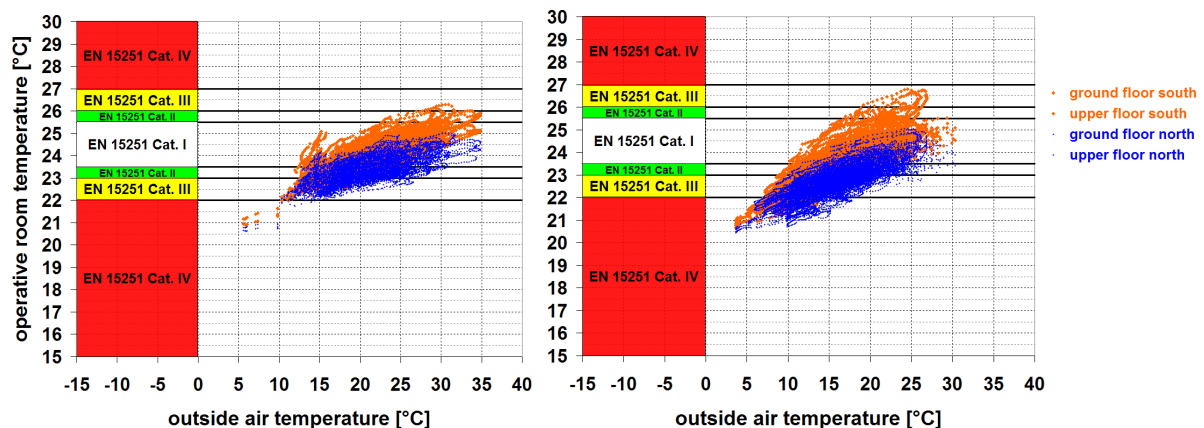 operative room temperature [°C]
30
29
28
27
26
25
24
23
22
21
20
19
18
17
16
15
EN 15251 Cat. IV
EN 15251 Cat. III
EN 15251 Cat. II
EN 15251 Cat. I
EN 15251 Cat. II
EN 15251 Cat. III
EN 15251 Cat. IV
-15 -10 -5 0 5 10 15 20 25 30 35 40
outside air temperature [°C]
30
29
28
27
26
25
24
23
22
21
20
19
18
17
16
15
EN 15251 Cat. IV
EN 15251 Cat. III
EN 15251 Cat. II
EN 15251 Cat. I
EN 15251 Cat. II
EN 15251 Cat. III
EN 15251 Cat. IV
-15 -10 -5 0 5 10 15 20 25 30 35 40
outside air temperature [°C]
ground floor south
upper floor south
ground floor north
upper floor north